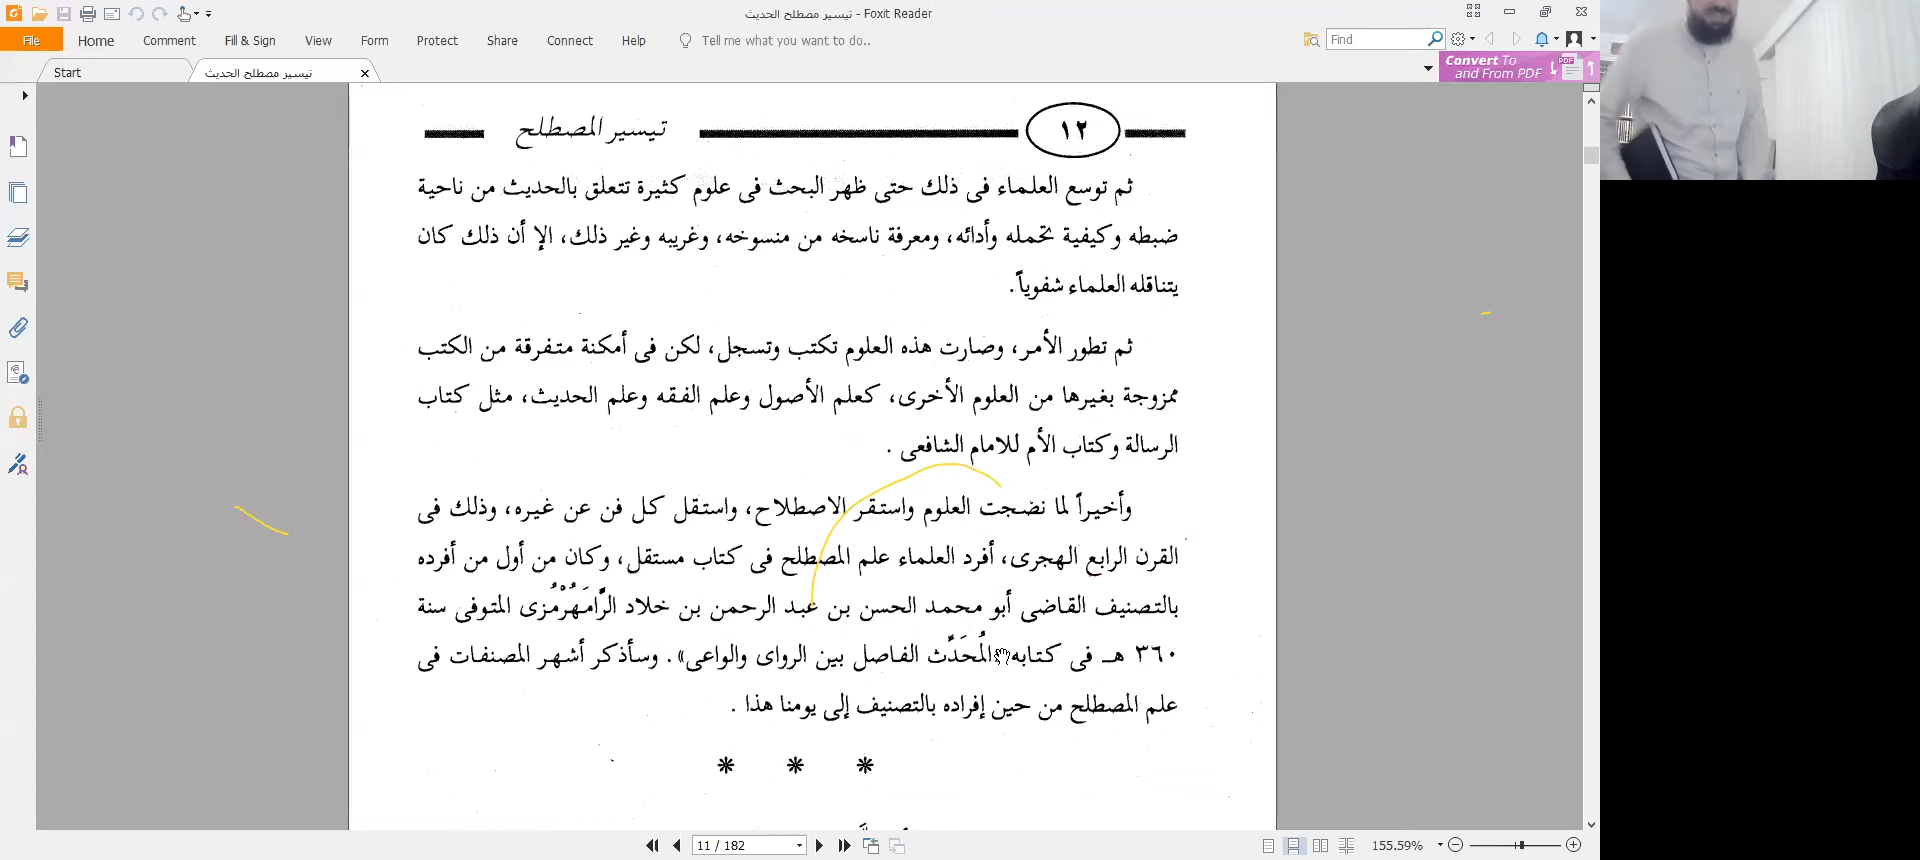 تيسير مصطلح الحديث - Foxit Reader
File Home Comment Fill & Sign View Form Protect Share Connect Help Tell me what you want to do.. Find
Start تيسير مصطلح الحديث
Convert To
and From PDF PDF
١٢ تيسير المصطلح
ثم توسع العلماء فى ذلك حتى ظهر البحث فى علوم كثيرة تتعلق بالحديث من ناحية
ضبطه وكيفية تحمله وأدائه، ومعرفة ناسخه من منسوخه، وغريبه وغير ذلك، الإ أن ذلك كان
يتناقله العلماء شفوياً.
ثم تطور الأمر، وصارت هذه العلوم تكتب وتسجل، لكن فى أمكنة متفرقة من الكتب
ممزوجة بغيرها من العلوم الأخرى، كعلم الأصول وعلم الفقه وعلم الحديث، مثل كتاب
الرسالة وكتاب الأم للامام الشافعى .
وأخيراً لما نضجت العلوم واستقر الاصطلاح، واستقل كل فن عن غيره، وذلك فى
القرن الرابع الهجرى، أفرد العلماء علم المصطلح فى كتاب مستقل، وكان من أول من أفرده
بالتصنيف القاضى أبو محمد الحسن بن عبد الرحمن بن خلاد الرَّامَهُرْمُزى المتوفى سنة
٣٦٠ هـ فى كتابه المُحَدِّث الفاصل بين الرواى والواعى» . وسأذكر أشهر المصنفات فى
علم المصطلح من حين إفراده بالتصنيف إلى يومنا هذا .
* * *
11 / 182 155.59%